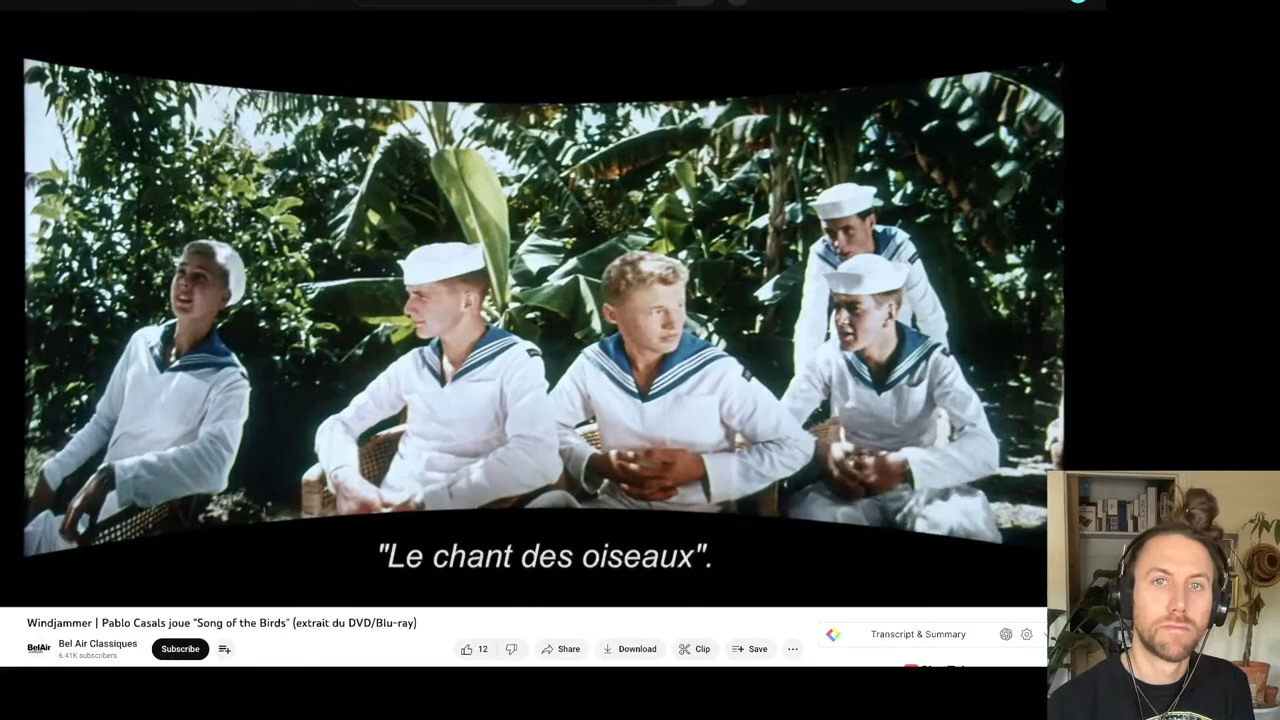 "Le chant des oiseaux".
Windjammer | Pablo Casals joue "Song of the Birds" (extrait du DVD/Blu-ray)
BelAir
Bel Air Classiques
6.41K subscribers
Subscribe
12
Share
Download
Clip
Save
Transcript & Summary